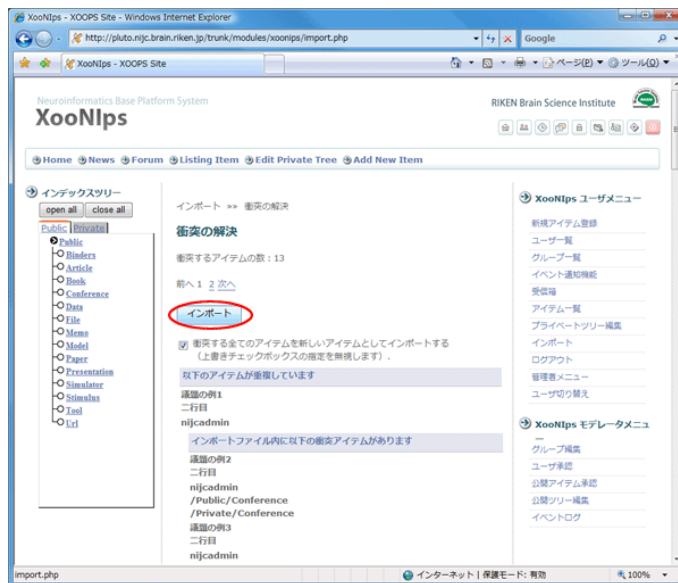 XooNIps - XOOPS Site - Windows Internet Explorer
http://pluto.nijc.brain.riken.jp/trunk/modules/xoonips/import.php
Google
XooNIps - XOOPS Site
ページ(P)
ツール(O)
Neuroinformatics Base Platform System
XooNIps
RIKEN Brain Science Institute
Home
News
Forum
Listing Item
Edit Private Tree
Add New Item
インデックスツリー
open all
close all
Public
Private
Public
Binders
Article
Book
Conference
Data
File
Memo
Model
Paper
Presentation
Simulator
Stimulus
Tool
Url
インポート »» 衝突の解決
衝突の解決
衝突するアイテムの数 : 13
前へ 1 2 次へ
インポート
衝突する全てのアイテムを新しいアイテムとしてインポートする
(上書きチェックボックスの指定を無視します) .
以下のアイテムが重複しています
議題の例1
二行目
nijcadmin
インポートファイル内に以下の衝突アイテムがあります
議題の例2
二行目
nijcadmin
/Public/Conference
/Private/Conference
議題の例3
二行目
nijcadmin
XooNIps ユーザメニュー
新規アイテム登録
ユーザ一覧
グループ一覧
イベント通知機能
受信箱
アイテム一覧
プライベートツリー編集
インポート
ログアウト
管理者メニュー
ユーザ切り替え
XooNIps モデレータメニュ
ー
グループ編集
ユーザ承認
公開アイテム承認
公開ツリー編集
イベントログ
import.php
インターネット | 保護モード: 有効
100%